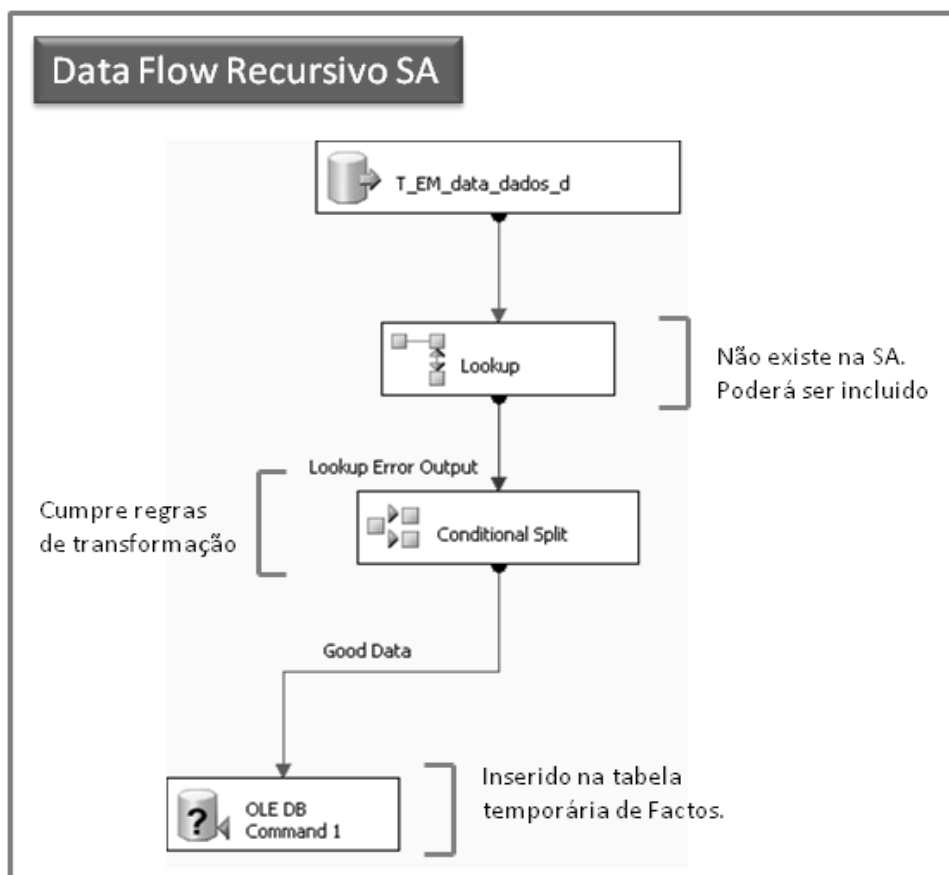 Data Flow Recursivo SA
T_EM_data_dados_d
Lookup
Não existe na SA.
Poderá ser incluido
Lookup Error Output
Cumpre regras
de transformação
Conditional Split
Good Data
?
OLE DB
Command 1
Inserido na tabela
temporária de Factos.